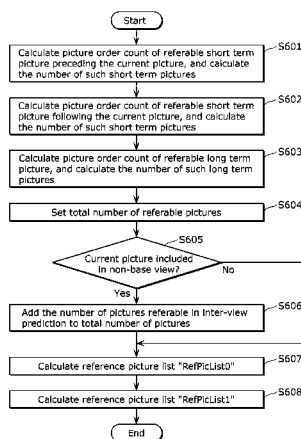 Start
S601
Calculate picture order count of referable short term
picture preceding the current picture, and calculate
the number of such short term pictures
S602
Calculate picture order count of referable short term
picture following the current picture, and calculate
the number of such short term pictures
S603
Calculate picture order count of referable long term
picture, and calculate the number of such long term
pictures
S604
Set total number of referable pictures
S605
Current picture included
in non-base view?
No
Yes
S606
Add the number of pictures referable in inter-view
prediction to total number of pictures
S607
Calculate reference picture list "RefPicList0"
S608
Calculate reference picture list "RefPicList1"
End